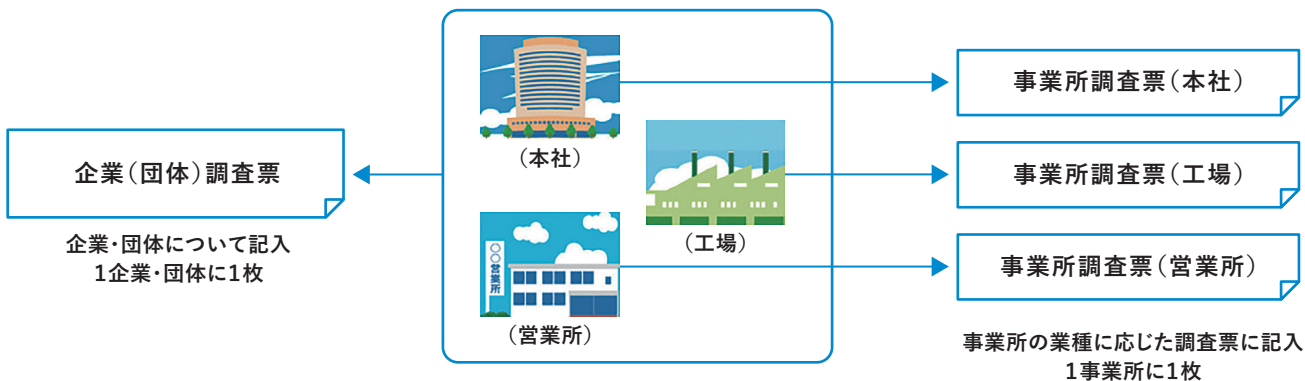 企業(団体)調査票
企業・団体について記入
1企業・団体に1枚
(本社)
(工場)
〇〇営業所
(営業所)
事業所調査票(本社)
事業所調査票(工場)
事業所調査票(営業所)
事業所の業種に応じた調査票に記入
1事業所に1枚